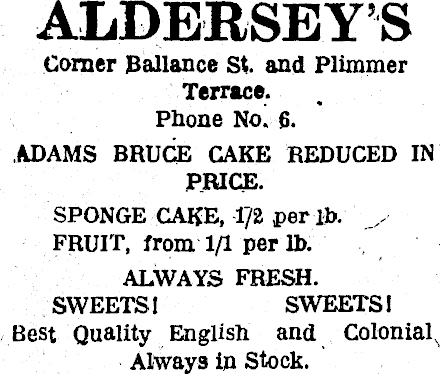 ALDERSEY'S
Corner Ballance St. and Plimmer
Terrace.
Phone No. 6.
ADAMS BRUCE CAKE REDUCED IN
PRICE.
SPONGE CAKE, 1/2 per lb.
FRUIT, from 1/1 per lb.
ALWAYS FRESH.
SWEETS! SWEETS!
Best Quality English and Colonial
Always in Stock.